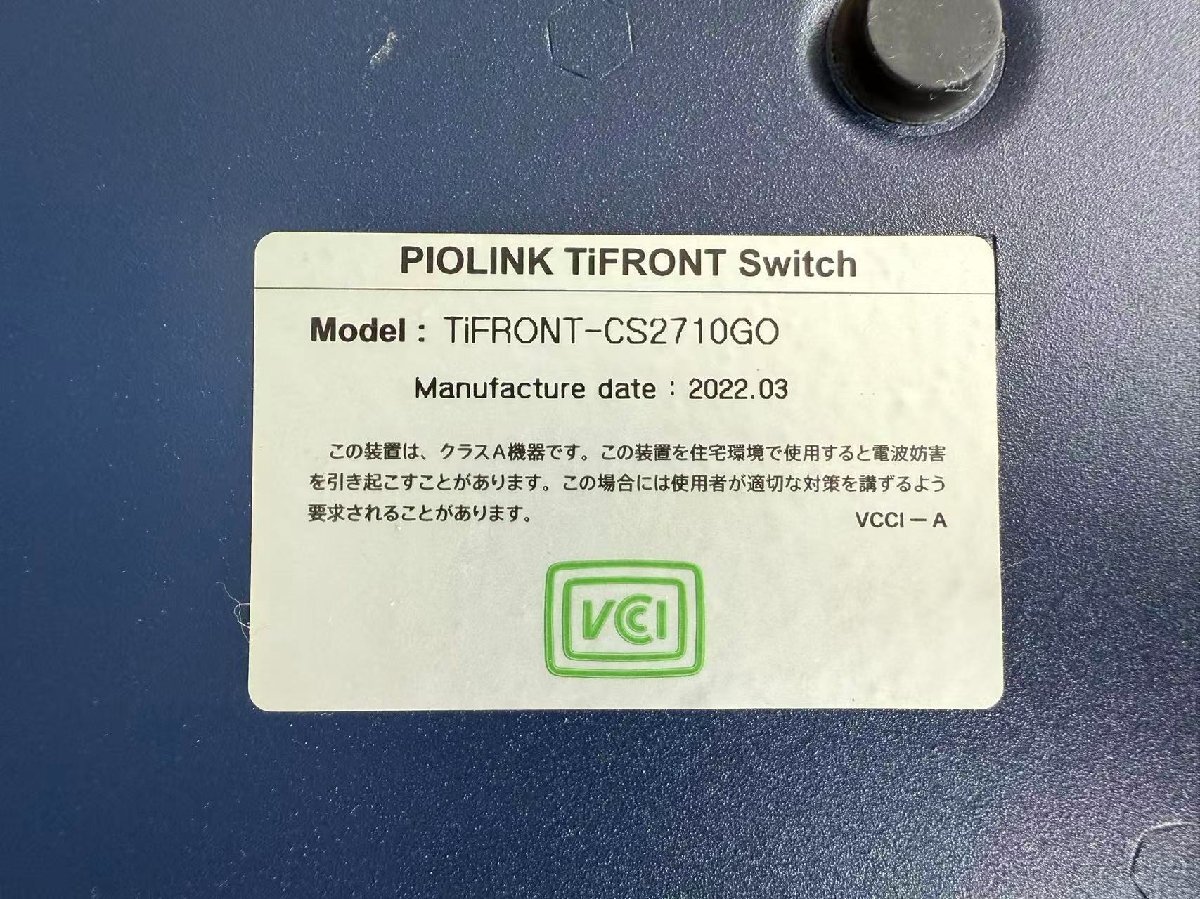 PIOLINK TiFRONT Switch
Model : TiFRONT-CS2710GO
Manufacture date : 2022.03
この装置は、クラスA機器です。この装置を住宅環境で使用すると電波妨害
を引き起こすことがあります。この場合には使用者が適切な対策を講ずるよう
要求されることがあります。
VCCI－A
VCCI